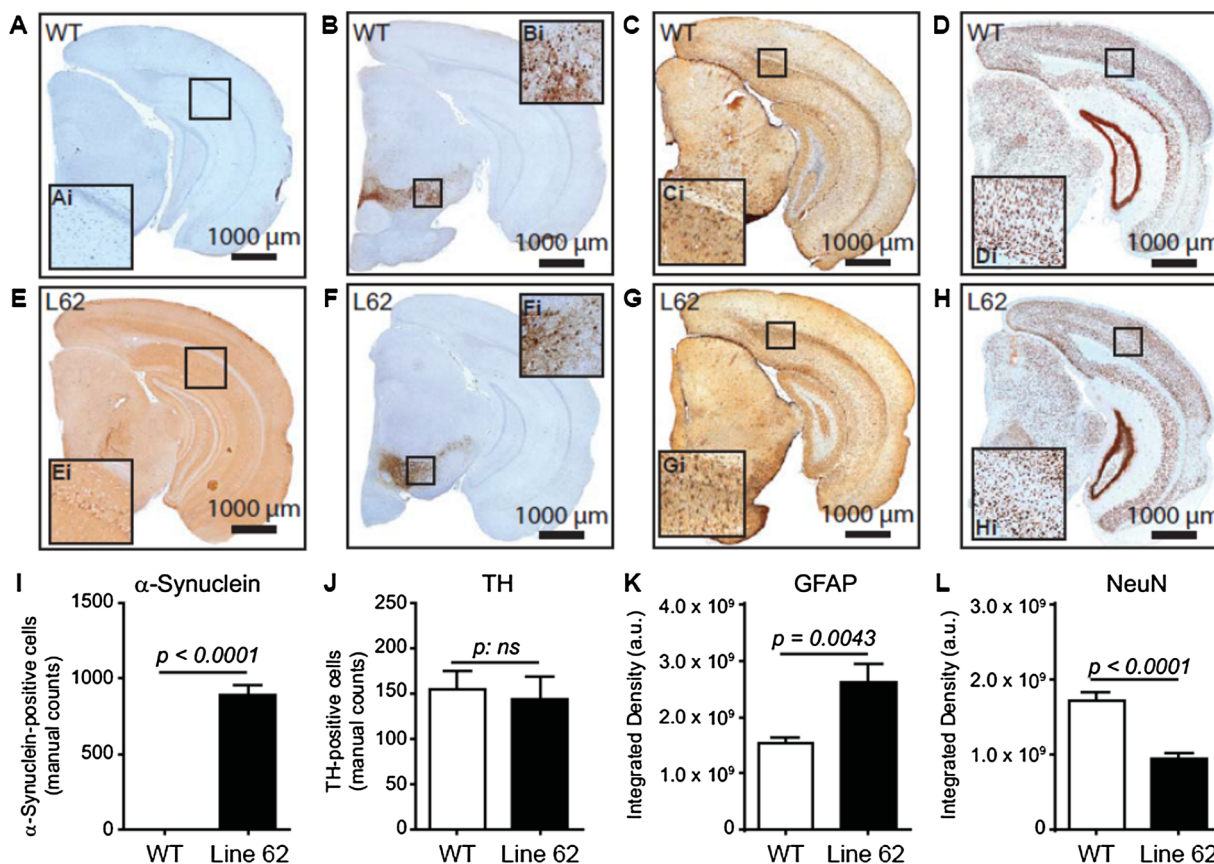 A WT Ai 1000 µm
B WT Bi 1000 µm
C WT Ci 1000 µm
D WT Di 1000 µm
E L62 Ei 1000 µm
F L62 Fi 1000 µm
G L62 Gi 1000 µm
H L62 Hi 1000 µm
I α-Synuclein
α-Synuclein-positive cells
(manual counts)
1500
1000
500
0
p < 0.0001
WT Line 62
J TH
TH-positive cells
(manual counts)
250
200
150
100
50
0
p: ns
WT Line 62
K GFAP
Integrated Density (a.u.)
4.0 x 10⁹
3.0 x 10⁹
2.0 x 10⁹
1.0 x 10⁹
0
p = 0.0043
WT Line 62
L NeuN
Integrated Density (a.u.)
3.0 x 10⁹
2.0 x 10⁹
1.0 x 10⁹
0
p < 0.0001
WT Line 62